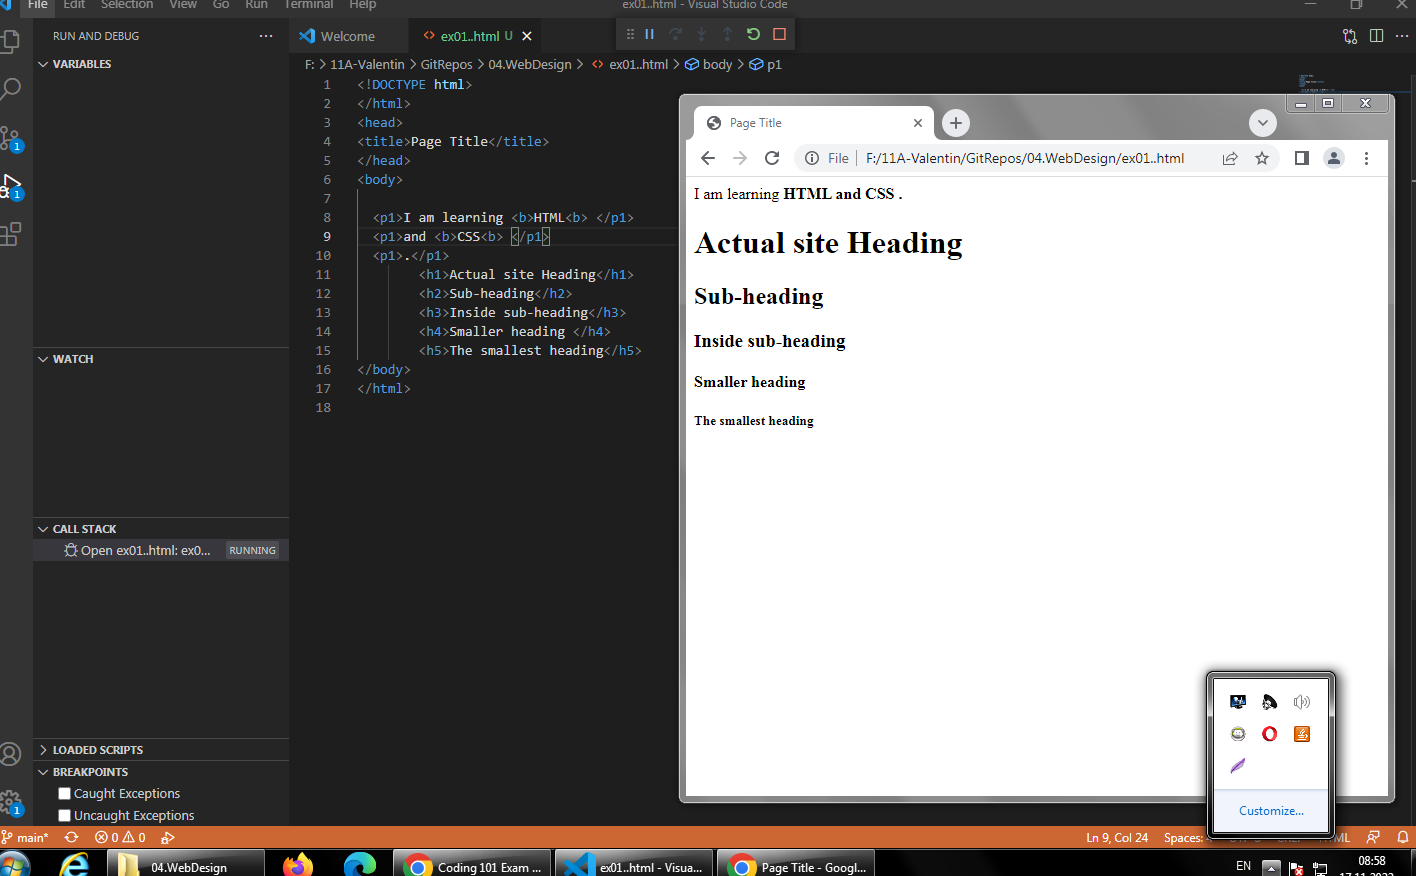 File Edit Selection View Go Run Terminal Help ex01..html - Visual Studio Code
RUN AND DEBUG
Welcome
ex01..html U
F: > 11A-Valentin > GitRepos > 04.WebDesign > ex01..html > body > p1
VARIABLES
WATCH
CALL STACK
Open ex01..html: ex0... RUNNING
LOADED SCRIPTS
BREAKPOINTS
Caught Exceptions
Uncaught Exceptions
1 <!DOCTYPE html>
2 </html>
3 <head>
4 <title>Page Title</title>
5 </head>
6 <body>
7
8 <p1>I am learning <b>HTML<b> </p1>
9 <p1>and <b>CSS<b> </p1>
10 <p1>.</p1>
11 <h1>Actual site Heading</h1>
12 <h2>Sub-heading</h2>
13 <h3>Inside sub-heading</h3>
14 <h4>Smaller heading </h4>
15 <h5>The smallest heading</h5>
16 </body>
17 </html>
18
Page Title
File F:/11A-Valentin/GitRepos/04.WebDesign/ex01..html
I am learning HTML and CSS .
Actual site Heading
Sub-heading
Inside sub-heading
Smaller heading
The smallest heading
Customize...
1
1
1
main* 0 0 Ln 9, Col 24 Spaces:
04.WebDesign Coding 101 Exam ... ex01..html - Visua... Page Title - Googl... EN 08:58